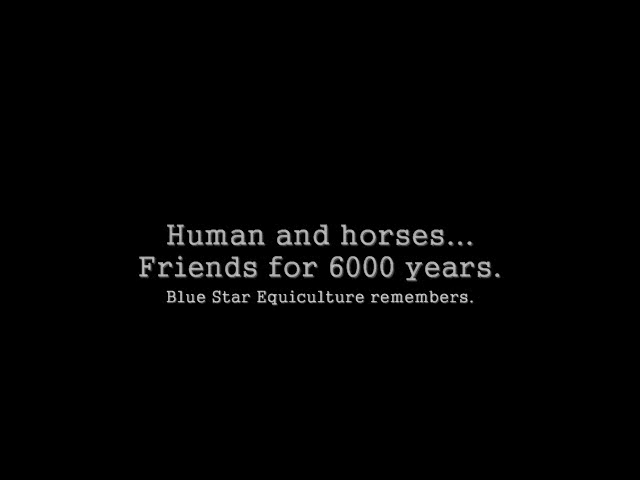 Human and horses...
Friends for 6000 years.
Blue Star Equiculture remembers.